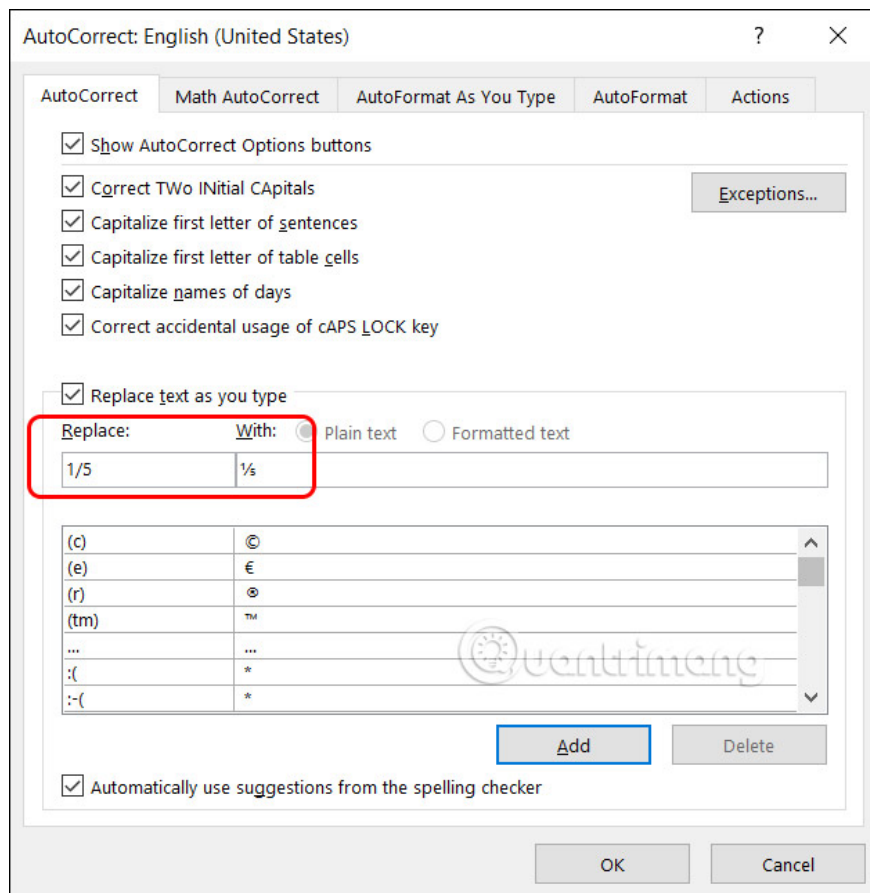 AutoCorrect: English (United States) ?
AutoCorrect Math AutoCorrect AutoFormat As You Type AutoFormat Actions
Show AutoCorrect Options buttons
Correct TWo INitial CApitals
Exceptions...
Capitalize first letter of sentences
Capitalize first letter of table cells
Capitalize names of days
Correct accidental usage of cAPS LOCK key
Replace text as you type
Replace: With: Plain text Formatted text
1/5 ⅕
(c) ©
(e) €
(r) ®
(tm) ™
... ...
:( *
:-( *
Quantrimang
Add Delete
Automatically use suggestions from the spelling checker
OK Cancel